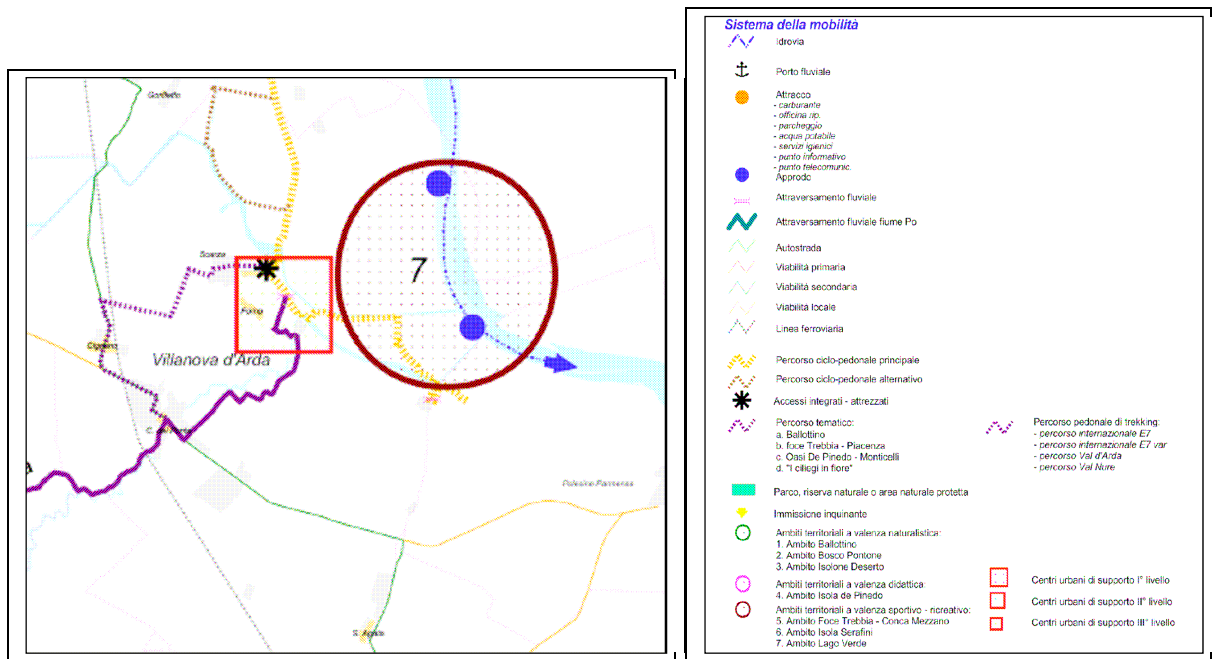 Soarza
7
Villanova d'Arda
S. Agata
Sistema della mobilità
Idrovia
Porto fluviale
Attracco
- carburante
- officina rip.
- parcheggio
- acqua potabile
- servizi igienici
- punto informativo
- punto telecomunic.
Approdo
Attraversamento fluviale
Attraversamento fluviale fiume Po
Autostrada
Viabilità primaria
Viabilità secondaria
Viabilità locale
Linea ferroviaria
Percorso ciclo-pedonale principale
Percorso ciclo-pedonale alternativo
Accessi integrati - attrezzati
Percorso tematico:
a. Ballottino
b. foce Trebbia - Piacenza
c. Oasi De Pinedo - Monticelli
d. "I ciliegi in fiore"
Percorso pedonale di trekking:
- percorso internazionale E7
- percorso internazionale E7 var
- percorso Val d'Arda
- percorso Val Nure
Parco, riserva naturale o area naturale protetta
Immissione inquinante
Ambiti territoriali a valenza naturalistica:
1. Ambito Ballottino
2. Ambito Bosco Pontone
3. Ambito Isolone Deserto
Ambiti territoriali a valenza didattica:
4. Ambito Isola de Pinedo
Ambiti territoriali a valenza sportivo - ricreativo:
5. Ambito Foce Trebbia - Conca Mezzano
6. Ambito Isola Serafini
7. Ambito Lago Verde
Centri urbani di supporto I° livello
Centri urbani di supporto II° livello
Centri urbani di supporto III° livello